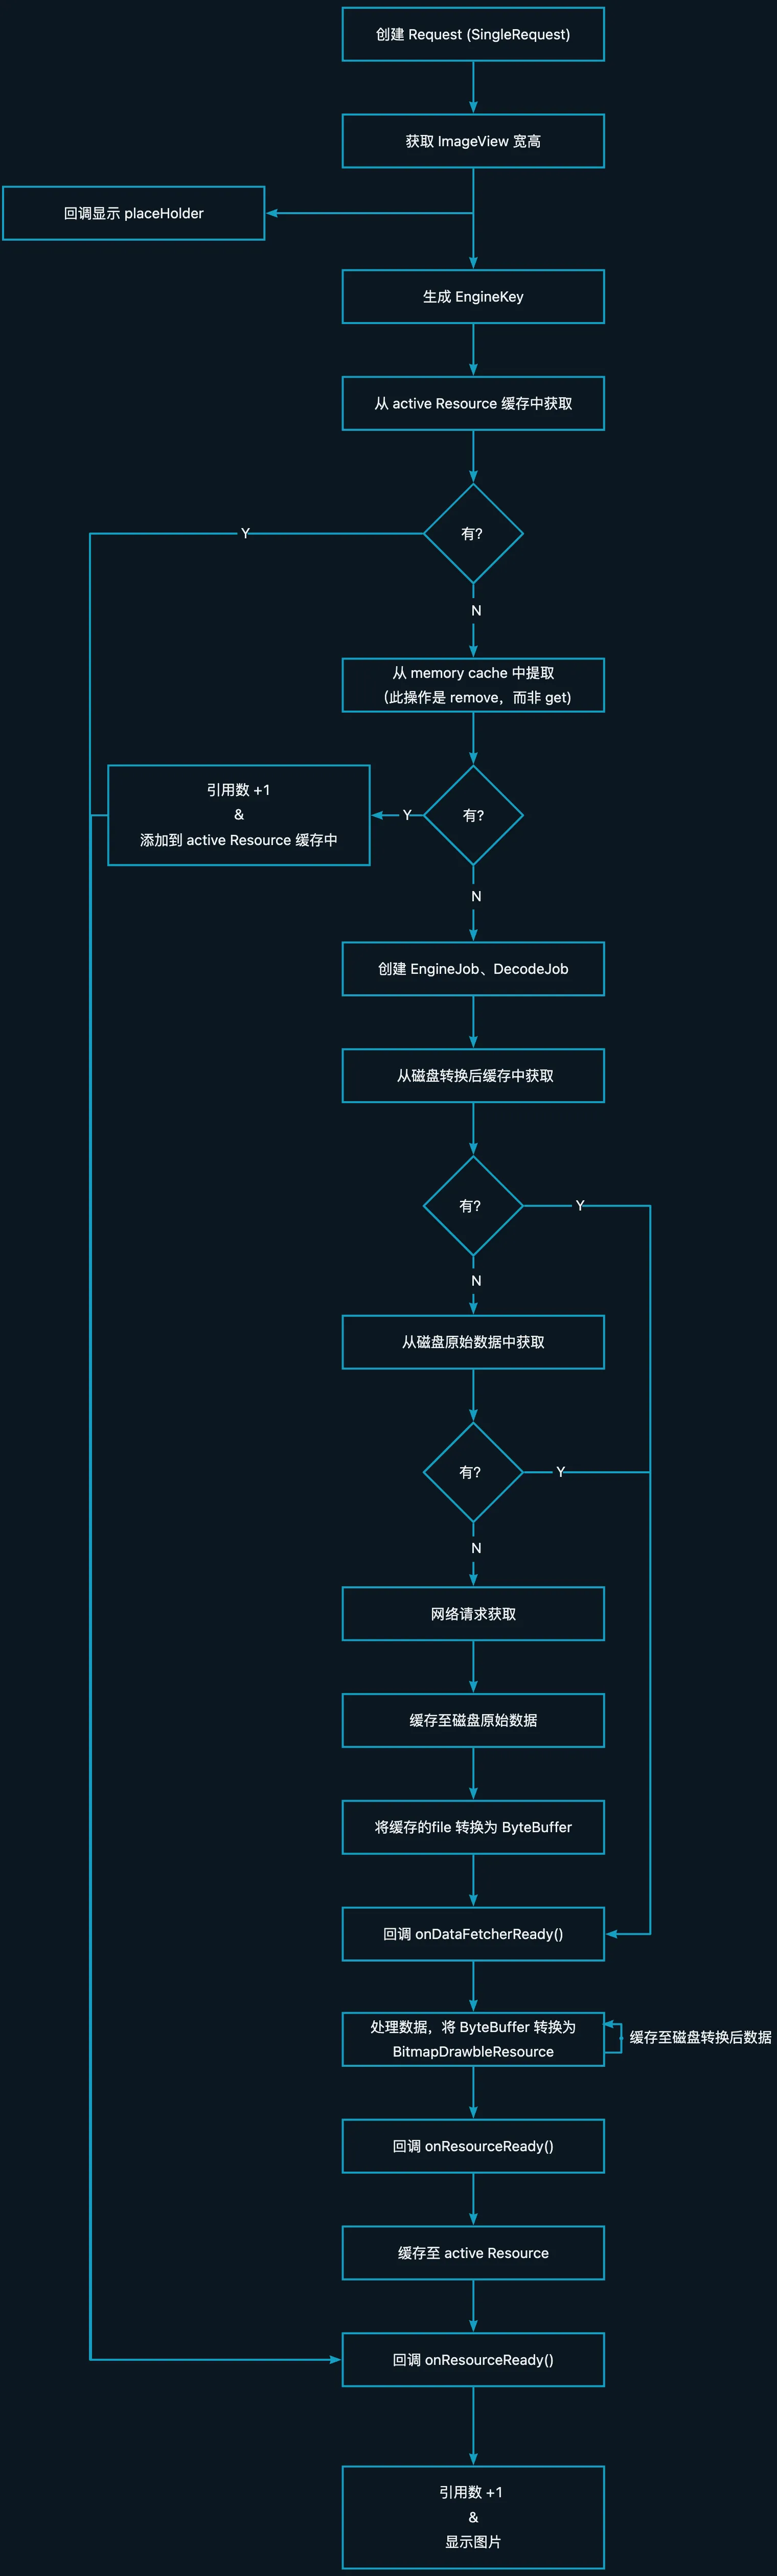 创建 Request (SingleRequest)
获取 ImageView 宽高
回调显示 placeHolder
生成 EngineKey
从 active Resource 缓存中获取
有?
Y
N
从 memory cache 中提取
（此操作是 remove，而非 get)
引用数 +1
&
添加到 active Resource 缓存中
Y
有?
N
创建 EngineJob、DecodeJob
从磁盘转换后缓存中获取
有?
Y
N
从磁盘原始数据中获取
有?
Y
N
网络请求获取
缓存至磁盘原始数据
将缓存的file 转换为 ByteBuffer
回调 onDataFetcherReady()
处理数据，将 ByteBuffer 转换为
BitmapDrawbleResource
缓存至磁盘转换后数据
回调 onResourceReady()
缓存至 active Resource
回调 onResourceReady()
引用数 +1
&
显示图片